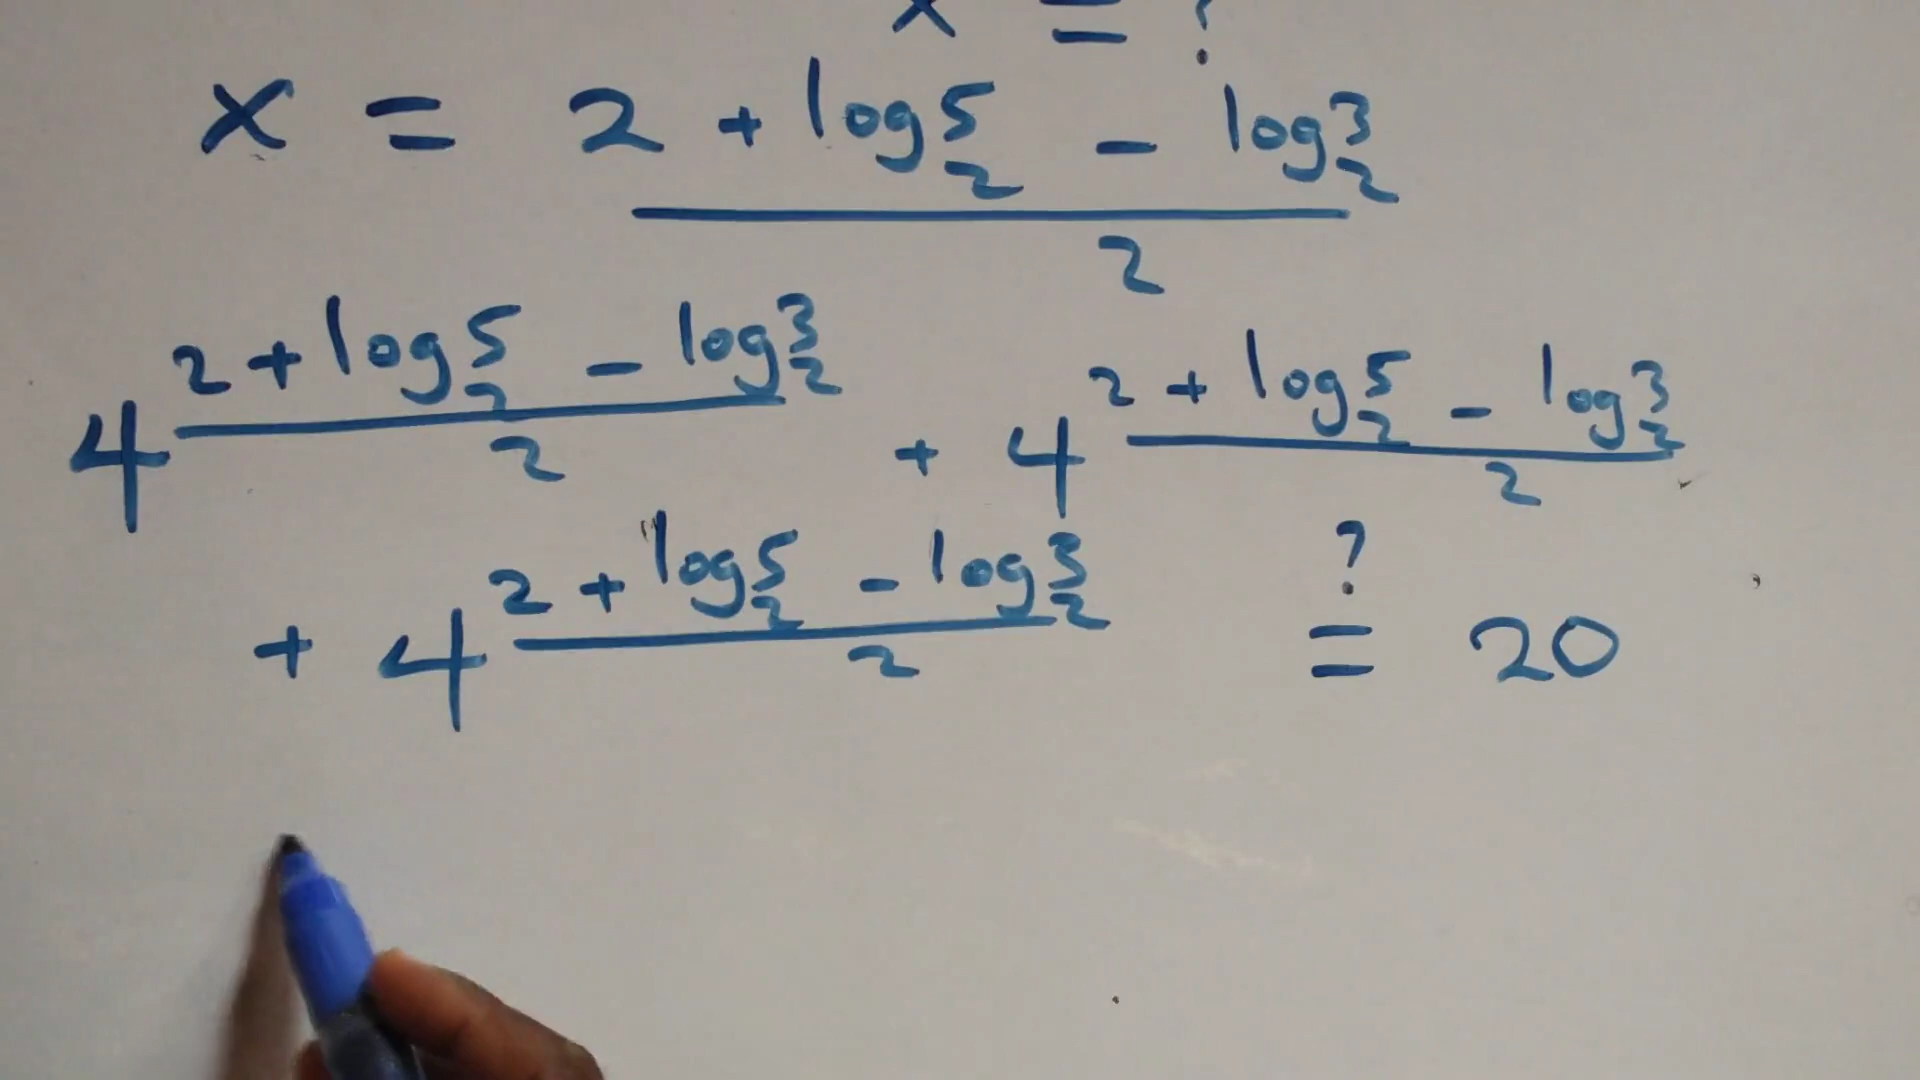 x = ?
x = 2 + log₂5 - log₂3
2
4^((2 + log₂5 - log₂3)/2) + 4^((2 + log₂5 - log₂3)/2)
+ 4^((2 + log₂5 - log₂3)/2) ?= 20